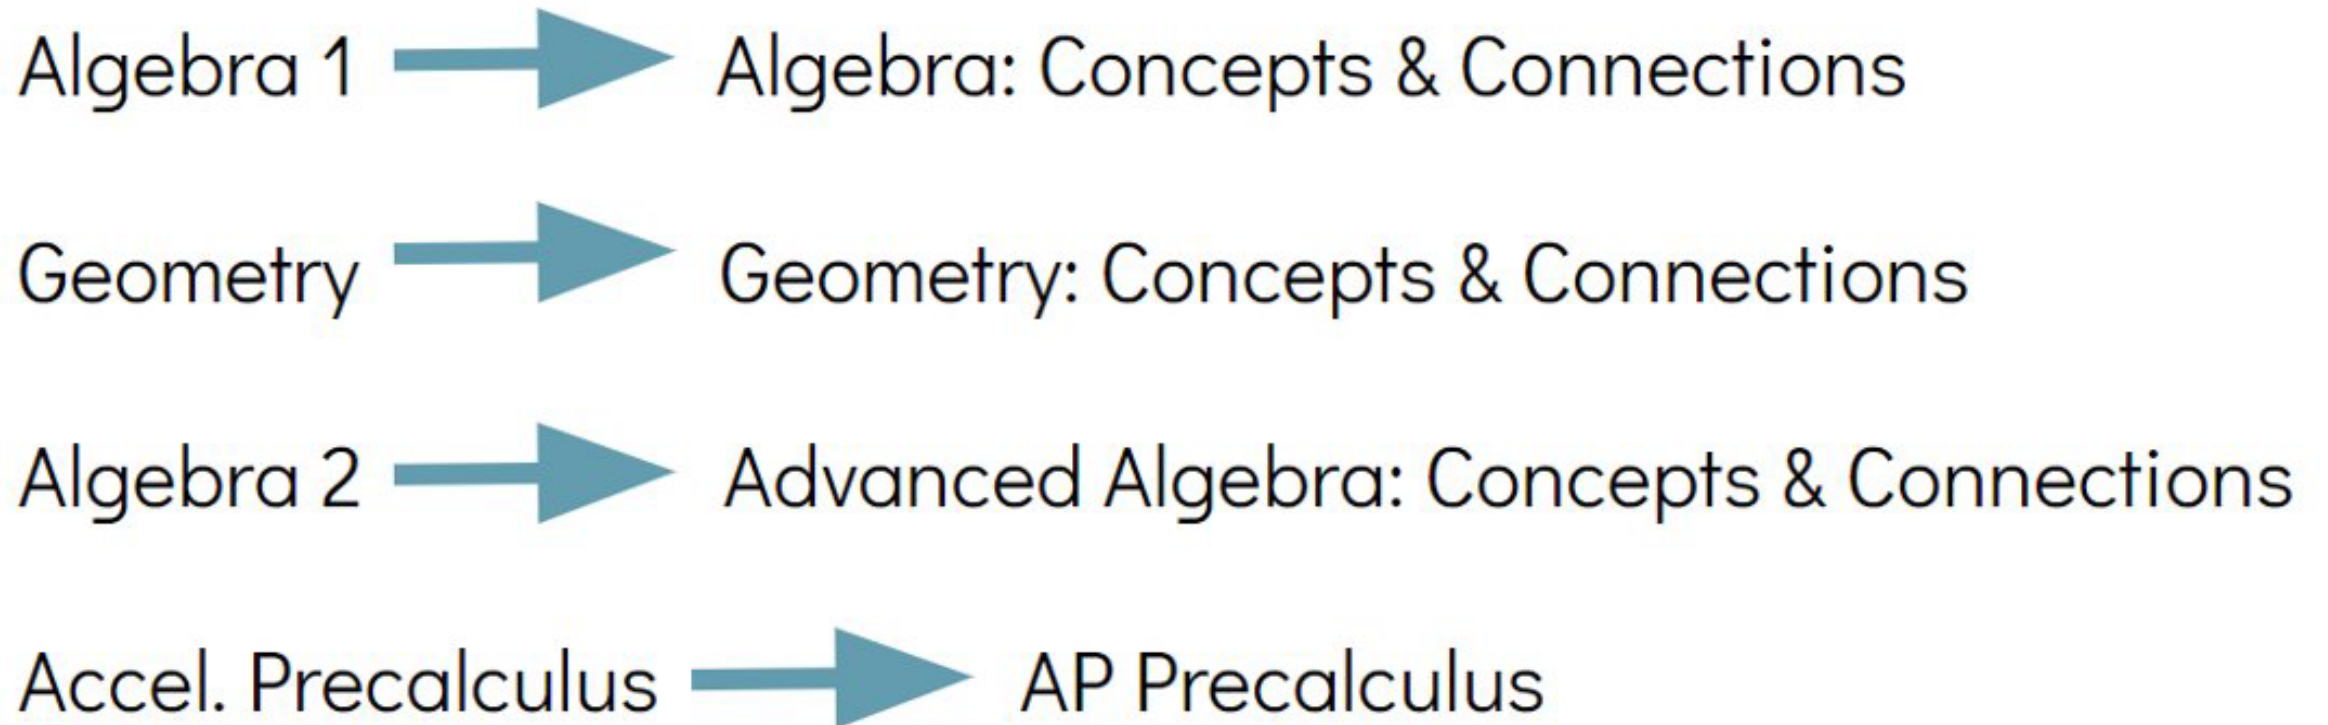 Algebra 1 Algebra: Concepts & Connections
Geometry Geometry: Concepts & Connections
Algebra 2 Advanced Algebra: Concepts & Connections
Accel. Precalculus AP Precalculus